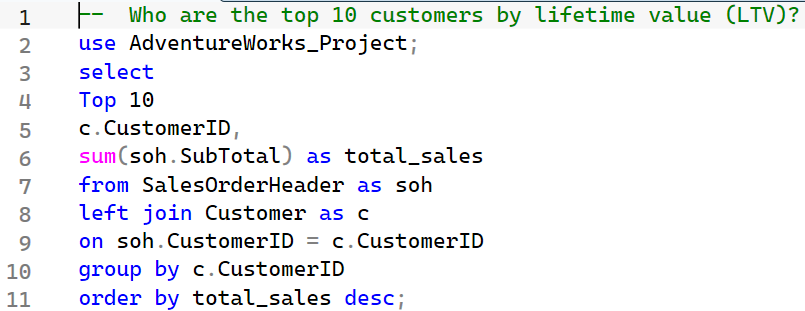 1 --  Who are the top 10 customers by lifetime value (LTV)?
2 use AdventureWorks_Project;
3 select
4 Top 10
5 c.CustomerID,
6 sum(soh.SubTotal) as total_sales
7 from SalesOrderHeader as soh
8 left join Customer as c
9 on soh.CustomerID = c.CustomerID
10 group by c.CustomerID
11 order by total_sales desc;